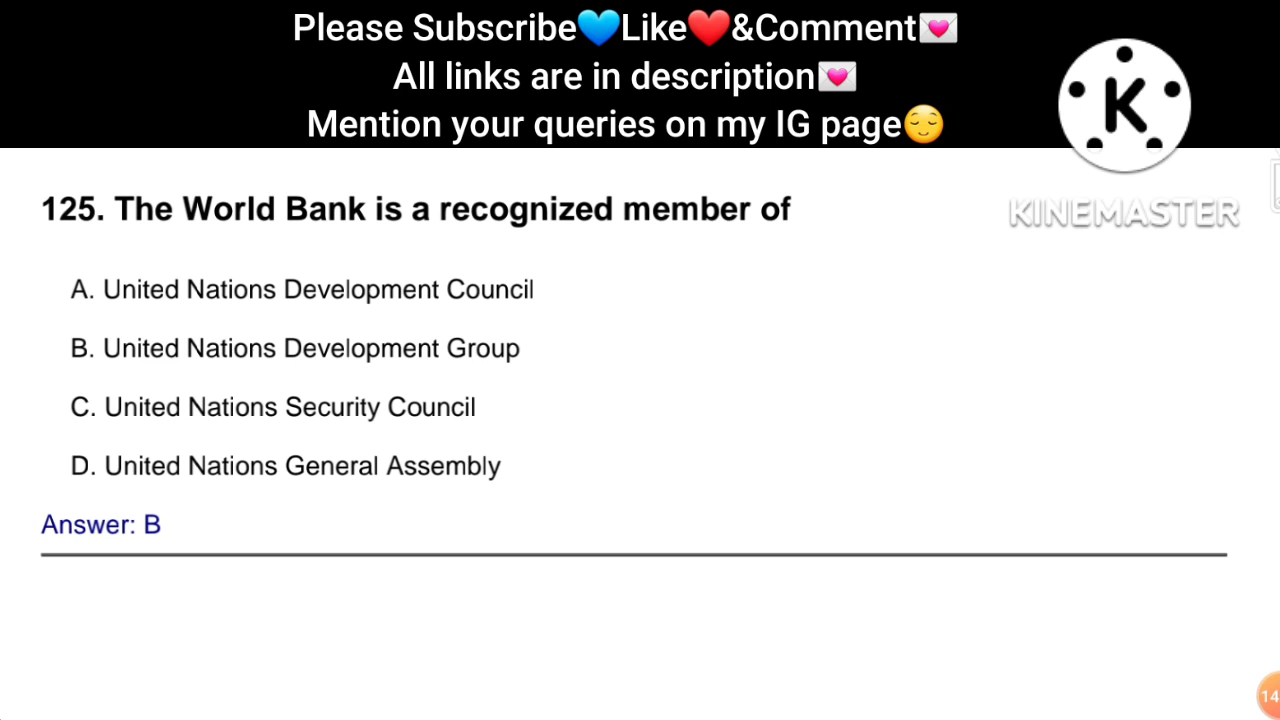 Please Subscribe💙Like❤️&Comment💌
All links are in description💌
Mention your queries on my IG page😌
K
KINEMASTER
125. The World Bank is a recognized member of
A. United Nations Development Council
B. United Nations Development Group
C. United Nations Security Council
D. United Nations General Assembly
Answer: B
14